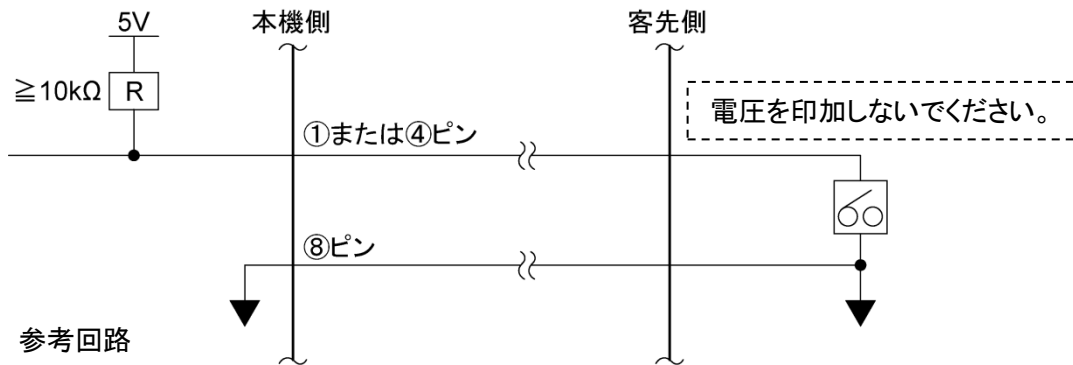 5V
本機側
客先側
≧10kΩ
R
電圧を印加しないでください。
①または④ピン
⑧ピン
参考回路